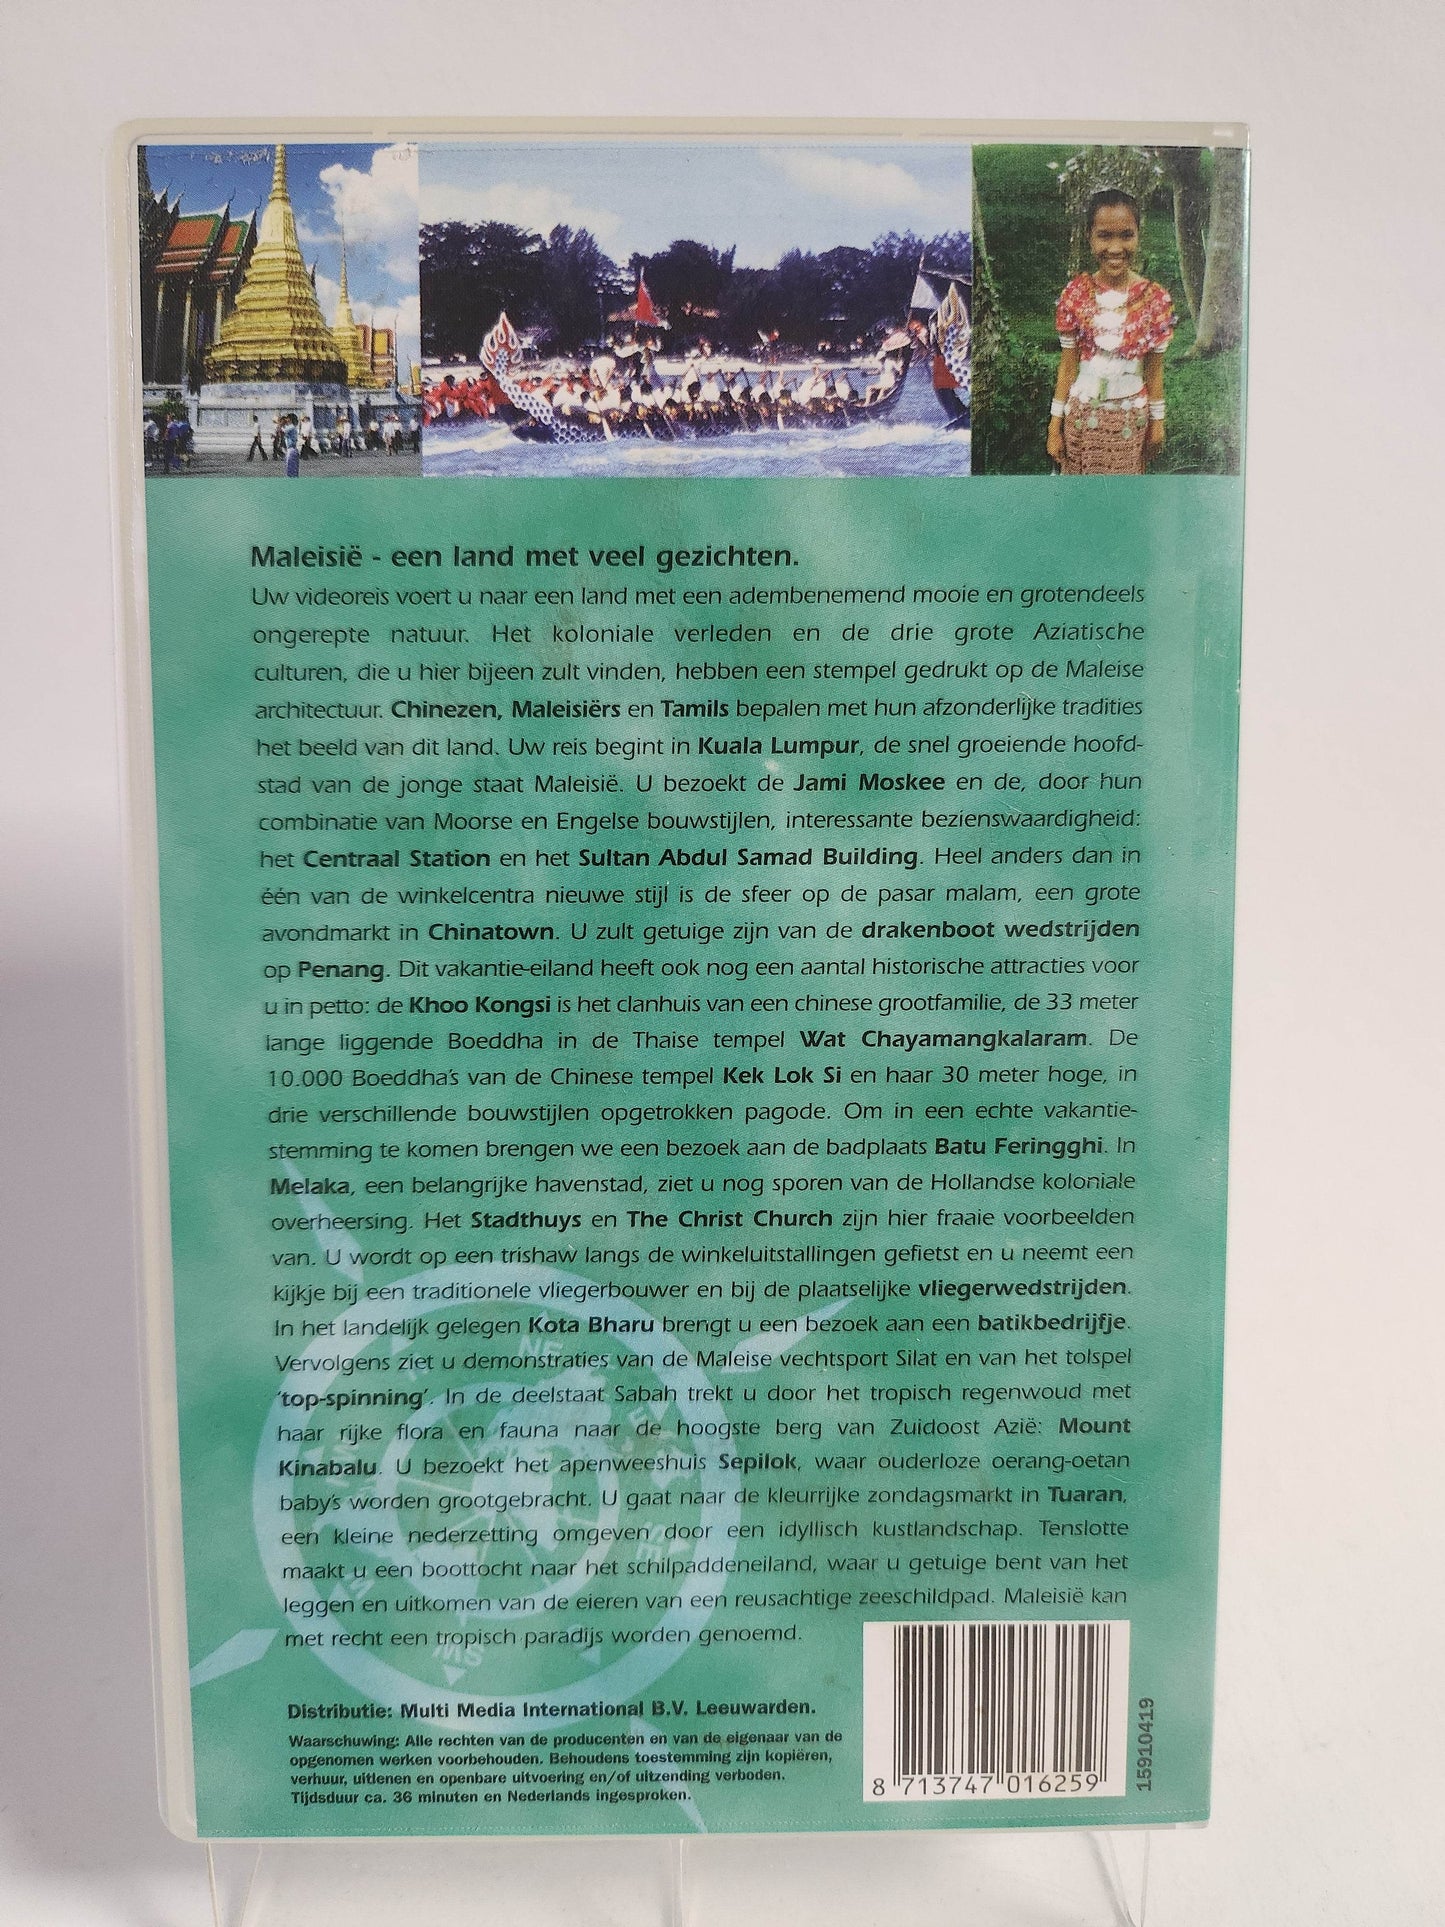 Maleisië - een land met veel gezichten.
Uw videoreis voert u naar een land met een adembenemend mooie en grotendeels
ongerepte natuur. Het koloniale verleden en de drie grote Aziatische
culturen, die u hier bijeen zult vinden, hebben een stempel gedrukt op de Maleise
architectuur. Chinezen, Maleisiërs en Tamils bepalen met hun afzonderlijke tradities
het beeld van dit land. Uw reis begint in Kuala Lumpur, de snel groeiende hoofd-
stad van de jonge staat Maleisië. U bezoekt de Jami Moskee en de, door hun
combinatie van Moorse en Engelse bouwstijlen, interessante bezienswaardigheid:
het Centraal Station en het Sultan Abdul Samad Building. Heel anders dan in
één van de winkelcentra nieuwe stijl is de sfeer op de pasar malam, een grote
avondmarkt in Chinatown. U zult getuige zijn van de drakenboot wedstrijden
op Penang. Dit vakantie-eiland heeft ook nog een aantal historische attracties voor
u in petto: de Khoo Kongsi is het clanhuis van een chinese grootfamilie, de 33 meter
lange liggende Boeddha in de Thaise tempel Wat Chayamangkalaram. De
10.000 Boeddha's van de Chinese tempel Kek Lok Si en haar 30 meter hoge, in
drie verschillende bouwstijlen opgetrokken pagode. Om in een echte vakantie-
stemming te komen brengen we een bezoek aan de badplaats Batu Feringghi. In
Melaka, een belangrijke havenstad, ziet u nog sporen van de Hollandse koloniale
overheersing. Het Stadthuys en The Christ Church zijn hier fraaie voorbeelden
van. U wordt op een trishaw langs de winkeluitstallingen gefietst en u neemt een
kijkje bij een traditionele vliegerbouwer en bij de plaatselijke vliegerwedstrijden.
In het landelijk gelegen Kota Bharu brengt u een bezoek aan een batikbedrijfje.
Vervolgens ziet u demonstraties van de Maleise vechtsport Silat en van het tolspel
'top-spinning'. In de deelstaat Sabah trekt u door het tropisch regenwoud met
haar rijke flora en fauna naar de hoogste berg van Zuidoost Azië: Mount
Kinabalu. U bezoekt het apenweeshuis Sepilok, waar ouderloze oerang-oetan
baby's worden grootgebracht. U gaat naar de kleurrijke zondagsmarkt in Tuaran,
een kleine nederzetting omgeven door een idyllisch kustlandschap. Tenslotte
maakt u een boottocht naar het schilpaddeneiland, waar u getuige bent van het
leggen en uitkomen van de eieren van een reusachtige zeeschildpad. Maleisië kan
met recht een tropisch paradijs worden genoemd.
Distributie: Multi Media International B.V. Leeuwarden.
Waarschuwing: Alle rechten van de producenten en van de eigenaar van de
opgenomen werken voorbehouden. Behoudens toestemming zijn kopiëren,
verhuur, uitlenen en openbare uitvoering en/of uitzending verboden.
Tijdsduur ca. 36 minuten en Nederlands ingesproken.
8 713747 016259
15910419
NE
SE
SW